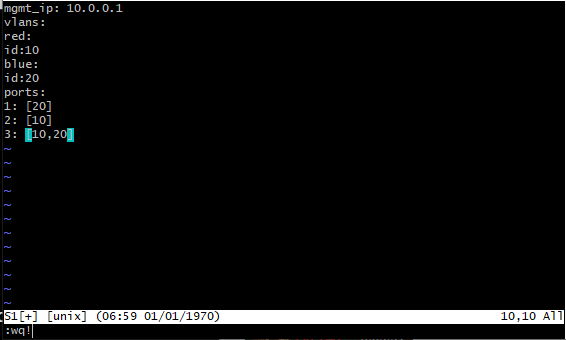 mgmt_ip: 10.0.0.1
vlans:
red:
id:10
blue:
id:20
ports:
1: [20]
2: [10]
3: [10,20]
~
~
~
~
~
~
~
~
~
~
~
~
S1[+] [unix] (06:59 01/01/1970) 10,10 All
:wq!